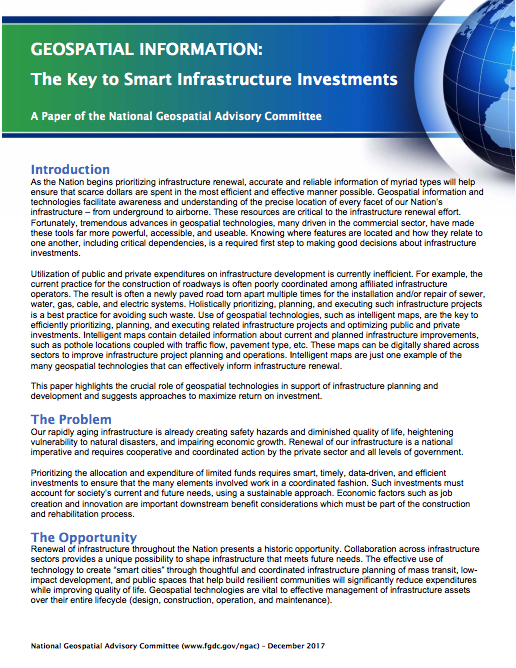 GEOSPATIAL INFORMATION:
The Key to Smart Infrastructure Investments
A Paper of the National Geospatial Advisory Committee
Introduction
As the Nation begins prioritizing infrastructure renewal, accurate and reliable information of myriad types will help
ensure that scarce dollars are spent in the most efficient and effective manner possible. Geospatial information and
technologies facilitate awareness and understanding of the precise location of every facet of our Nation's
infrastructure – from underground to airborne. These resources are critical to the infrastructure renewal effort.
Fortunately, tremendous advances in geospatial technologies, many driven in the commercial sector, have made
these tools far more powerful, accessible, and useable. Knowing where features are located and how they relate to
one another, including critical dependencies, is a required first step to making good decisions about infrastructure
investments.
Utilization of public and private expenditures on infrastructure development is currently inefficient. For example, the
current practice for the construction of roadways is often poorly coordinated among affiliated infrastructure
operators. The result is often a newly paved road torn apart multiple times for the installation and/or repair of sewer,
water, gas, cable, and electric systems. Holistically prioritizing, planning, and executing such infrastructure projects
is a best practice for avoiding such waste. Use of geospatial technologies, such as intelligent maps, are the key to
efficiently prioritizing, planning, and executing related infrastructure projects and optimizing public and private
investments. Intelligent maps contain detailed information about current and planned infrastructure improvements,
such as pothole locations coupled with traffic flow, pavement type, etc. These maps can be digitally shared across
sectors to improve infrastructure project planning and operations. Intelligent maps are just one example of the
many geospatial technologies that can effectively inform infrastructure renewal.
This paper highlights the crucial role of geospatial technologies in support of infrastructure planning and
development and suggests approaches to maximize return on investment.
The Problem
Our rapidly aging infrastructure is already creating safety hazards and diminished quality of life, heightening
vulnerability to natural disasters, and impairing economic growth. Renewal of our infrastructure is a national
imperative and requires cooperative and coordinated action by the private sector and all levels of government.
Prioritizing the allocation and expenditure of limited funds requires smart, timely, data-driven, and efficient
investments to ensure that the many elements involved work in a coordinated fashion. Such investments must
account for society's current and future needs, using a sustainable approach. Economic factors such as job
creation and innovation are important downstream benefit considerations which must be part of the construction
and rehabilitation process.
The Opportunity
Renewal of infrastructure throughout the Nation presents a historic opportunity. Collaboration across infrastructure
sectors provides a unique possibility to shape infrastructure that meets future needs. The effective use of
technology to create "smart cities" through thoughtful and coordinated infrastructure planning of mass transit, low-
impact development, and public spaces that help build resilient communities will significantly reduce expenditures
while improving quality of life. Geospatial technologies are vital to effective management of infrastructure assets
over their entire lifecycle (design, construction, operation, and maintenance).
National Geospatial Advisory Committee (www.fgdc.gov/ngac) – December 2017